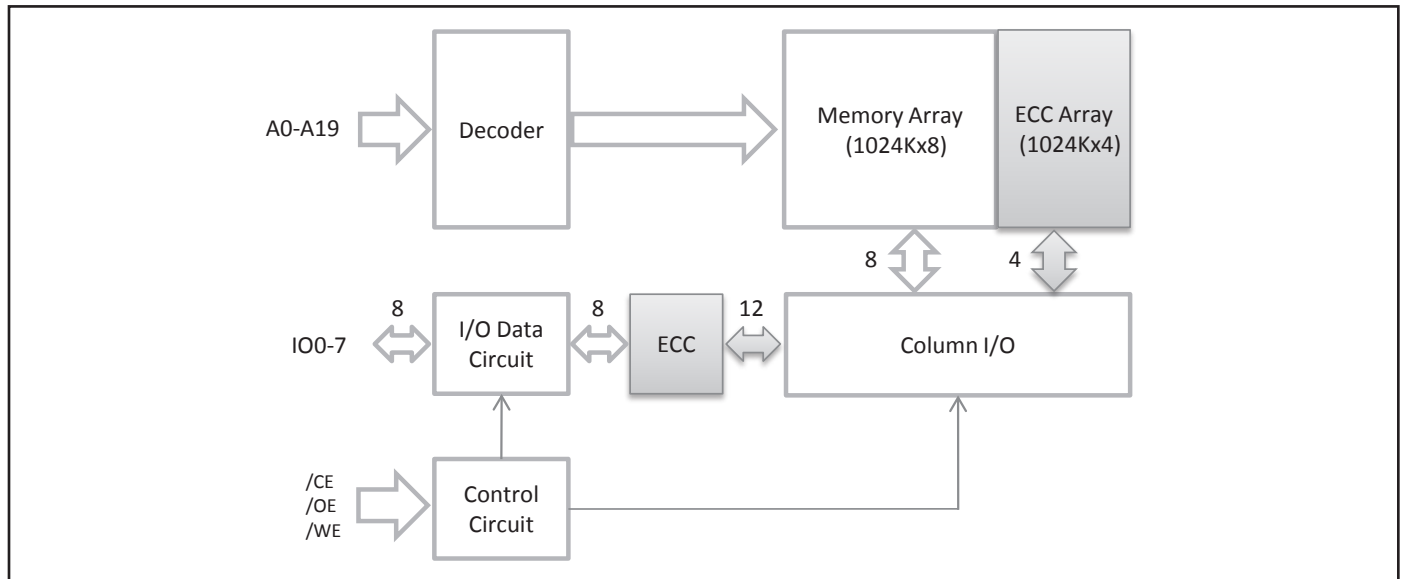 A0-A19
Decoder
Memory Array
(1024Kx8)
ECC Array
(1024Kx4)
8
4
IO0-7
8
I/O Data
Circuit
8
ECC
12
Column I/O
/CE
/OE
/WE
Control
Circuit